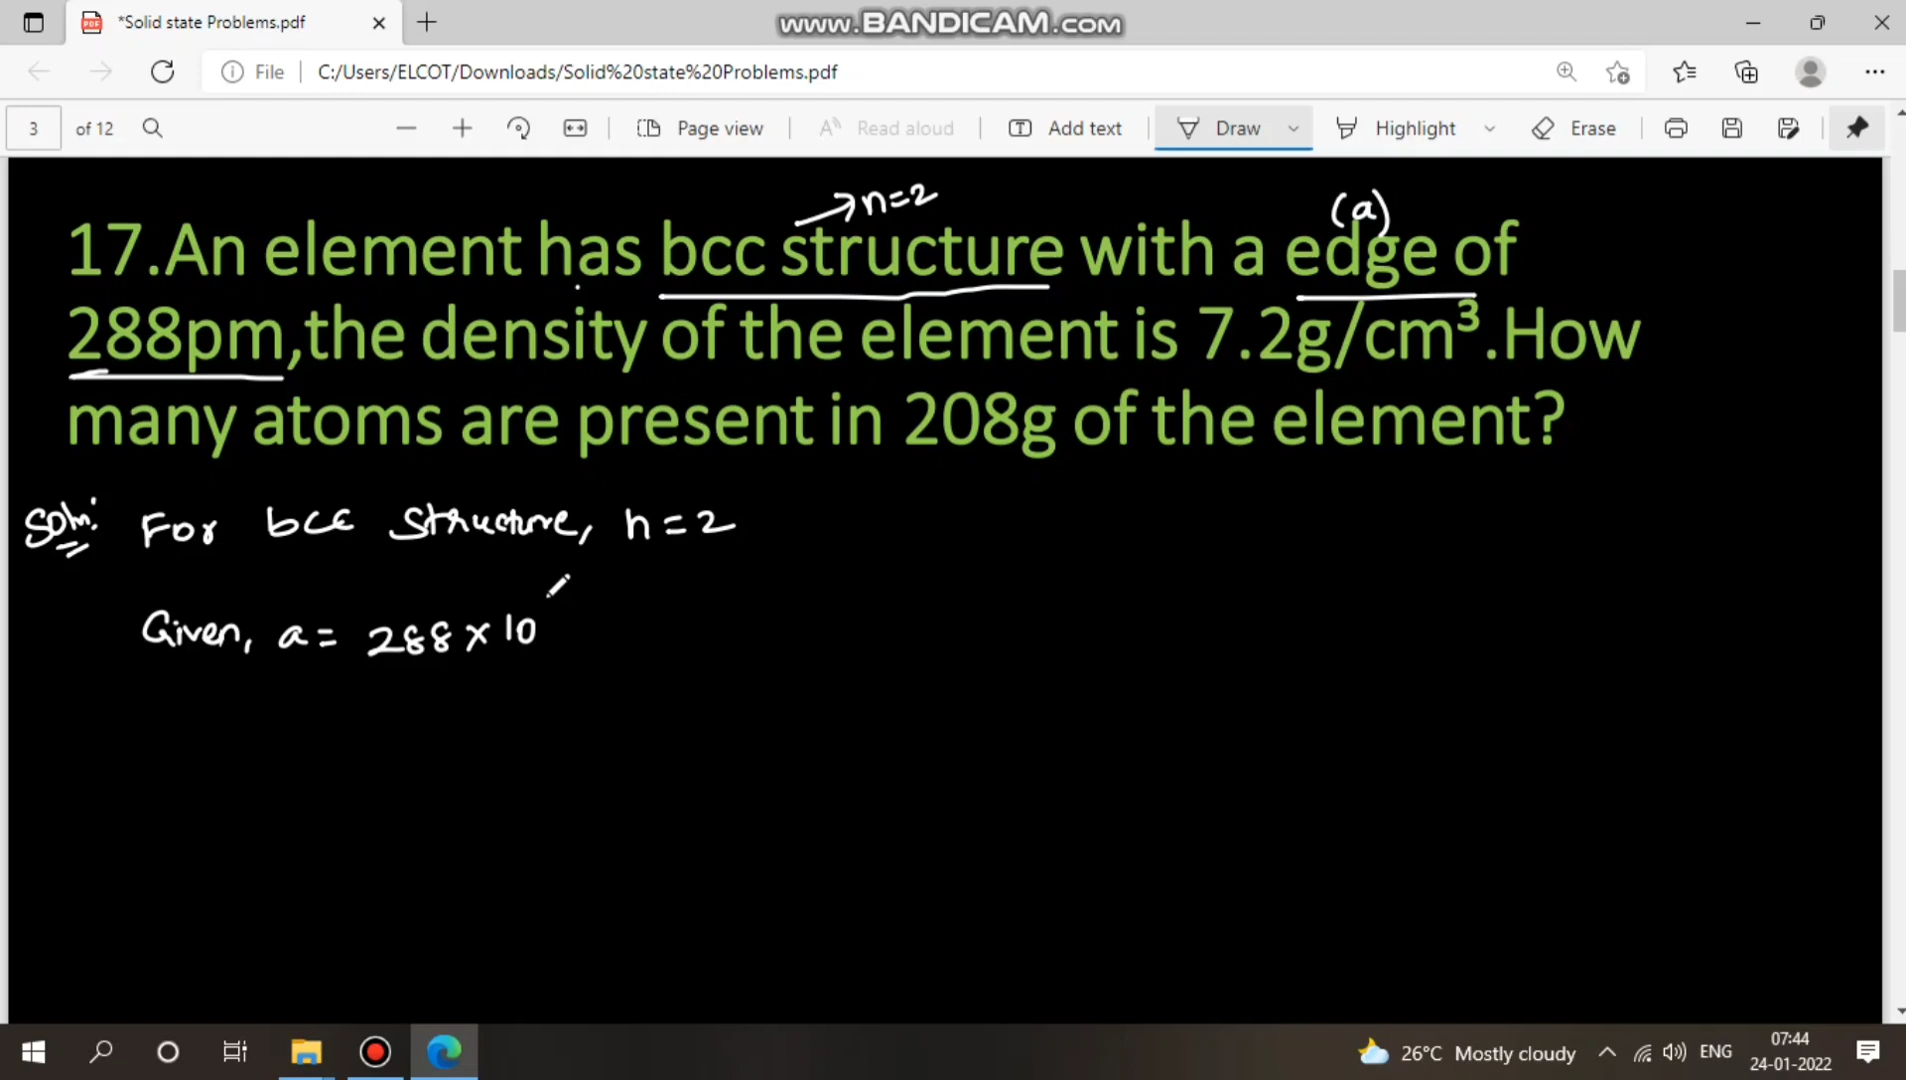 *Solid state Problems.pdf
www.BANDICAM.com
File
C:/Users/ELCOT/Downloads/Solid%20state%20Problems.pdf
3 of 12
Page view
Read aloud
Add text
Draw
Highlight
Erase
→n=2
(a)
17.An element has bcc structure with a edge of
288pm,the density of the element is 7.2g/cm³.How
many atoms are present in 208g of the element?
Soln: For bcc structure, n=2
Given, a = 288 × 10
26°C Mostly cloudy
ENG
07:44
24-01-2022